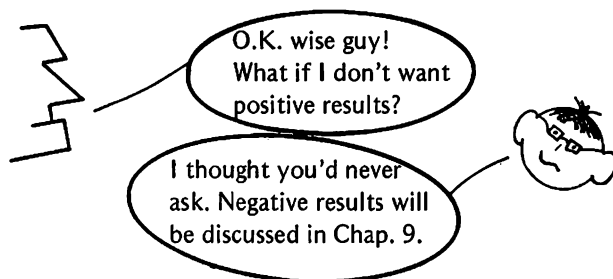 O.K. wise guy!
What if I don't want
positive results?
I thought you'd never
ask. Negative results will
be discussed in Chap. 9.